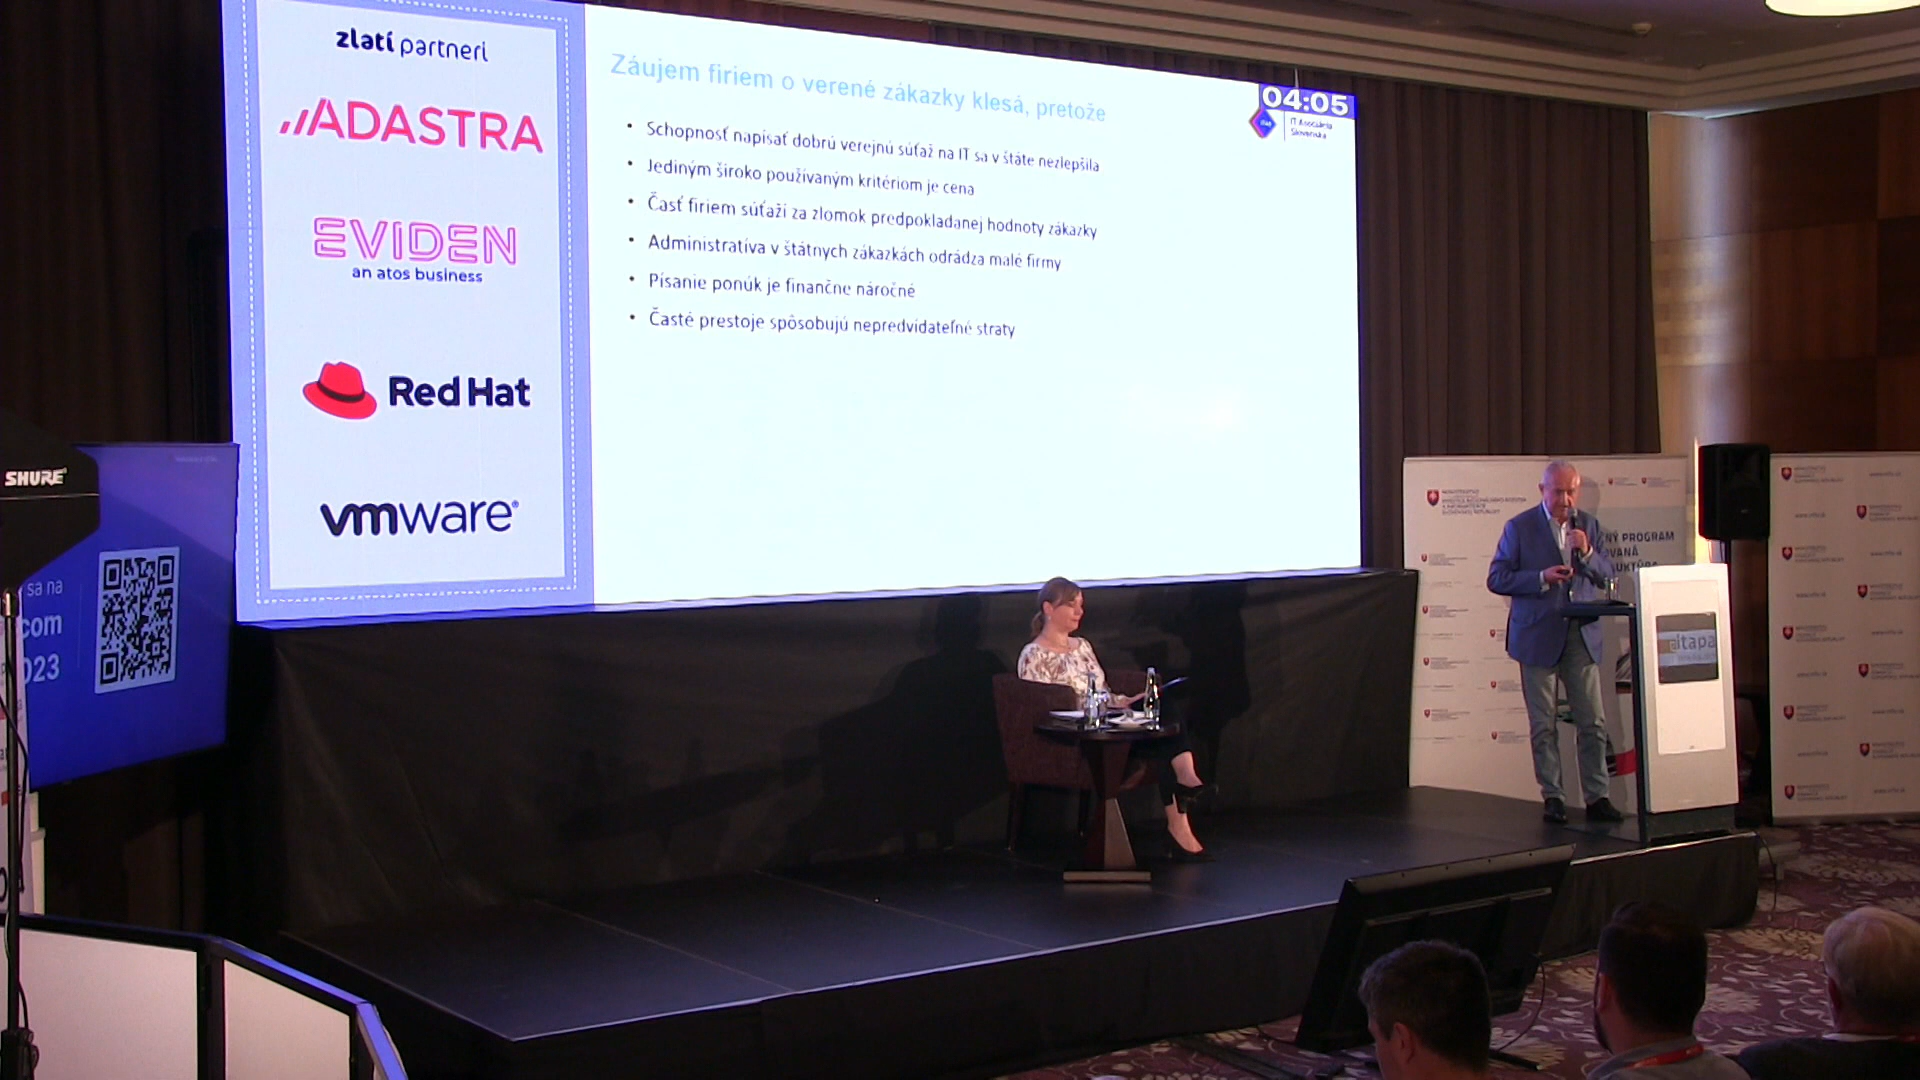 zlatí partneri
ADASTRA
EVIDEN
an atos business
Red Hat
vmware®
Záujem firiem o verené zákazky klesá, pretože
• Schopnosť napísať dobrú verejnú súťaž na IT sa v štáte nezlepšila
• Jediným široko používaným kritériom je cena
• Časť firiem súťaží za zlomok predpokladanej hodnoty zákazky
• Administratíva v štátnych zákazkách odrádza malé firmy
• Písanie ponúk je finančne náročné
• Časté prestoje spôsobujú nepredvídateľné straty
04:05
IT Asociácia
Slovenska
SHURE
sa na
com
023
NÝ PROGRAM
OVANÁ
itapa